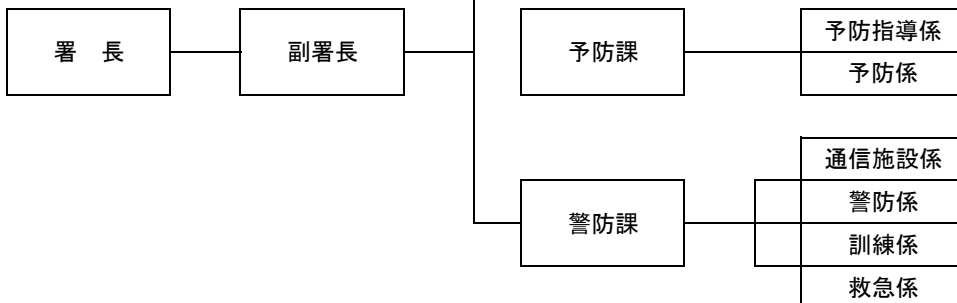 署　長
副署長
予防課
予防指導係
予防係
警防課
通信施設係
警防係
訓練係
救急係